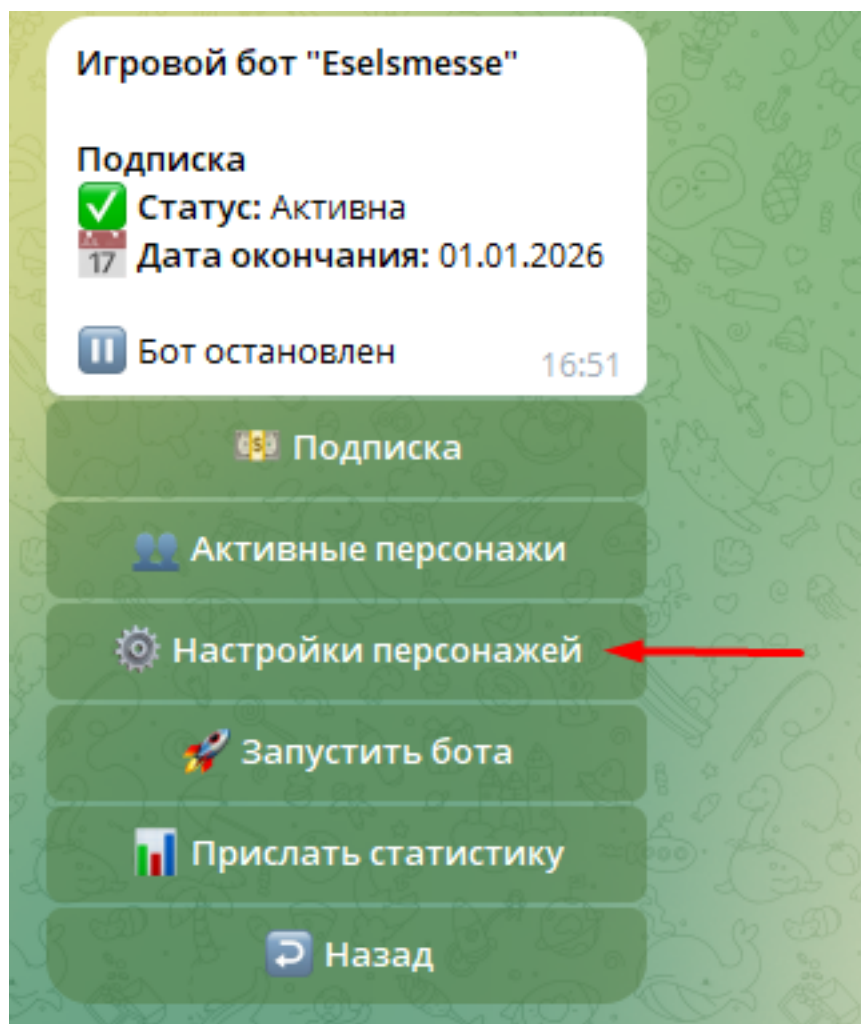 Игровой бот "Eselsmesse"
Подписка
Статус: Активна
17 Дата окончания: 01.01.2026
Бот остановлен
16:51
Подписка
Активные персонажи
Настройки персонажей
Запустить бота
Прислать статистику
Назад